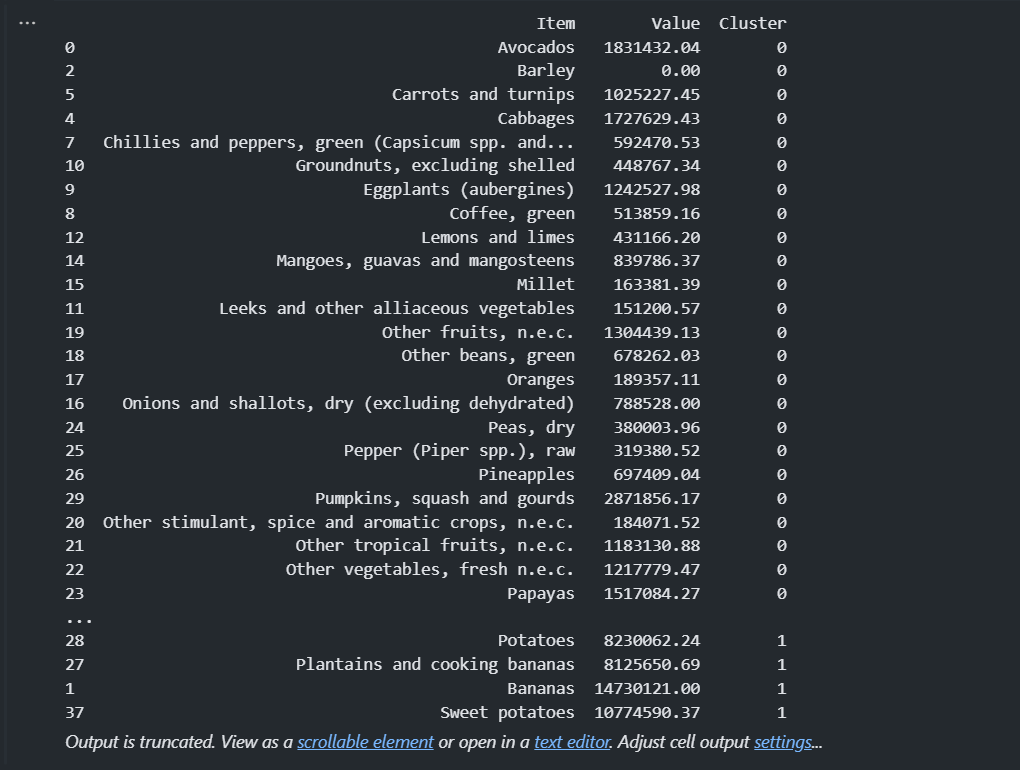 ...
Item Value Cluster
0 Avocados 1831432.04 0
2 Barley 0.00 0
5 Carrots and turnips 1025227.45 0
4 Cabbages 1727629.43 0
7 Chillies and peppers, green (Capsicum spp. and... 592470.53 0
10 Groundnuts, excluding shelled 448767.34 0
9 Eggplants (aubergines) 1242527.98 0
8 Coffee, green 513859.16 0
12 Lemons and limes 431166.20 0
14 Mangoes, guavas and mangosteens 839786.37 0
15 Millet 163381.39 0
11 Leeks and other alliaceous vegetables 151200.57 0
19 Other fruits, n.e.c. 1304439.13 0
18 Other beans, green 678262.03 0
17 Oranges 189357.11 0
16 Onions and shallots, dry (excluding dehydrated) 788528.00 0
24 Peas, dry 380003.96 0
25 Pepper (Piper spp.), raw 319380.52 0
26 Pineapples 697409.04 0
29 Pumpkins, squash and gourds 2871856.17 0
20 Other stimulant, spice and aromatic crops, n.e.c. 184071.52 0
21 Other tropical fruits, n.e.c. 1183130.88 0
22 Other vegetables, fresh n.e.c. 1217779.47 0
23 Papayas 1517084.27 0
...
28 Potatoes 8230062.24 1
27 Plantains and cooking bananas 8125650.69 1
1 Bananas 14730121.00 1
37 Sweet potatoes 10774590.37 1
Output is truncated. View as a scrollable element or open in a text editor. Adjust cell output settings...